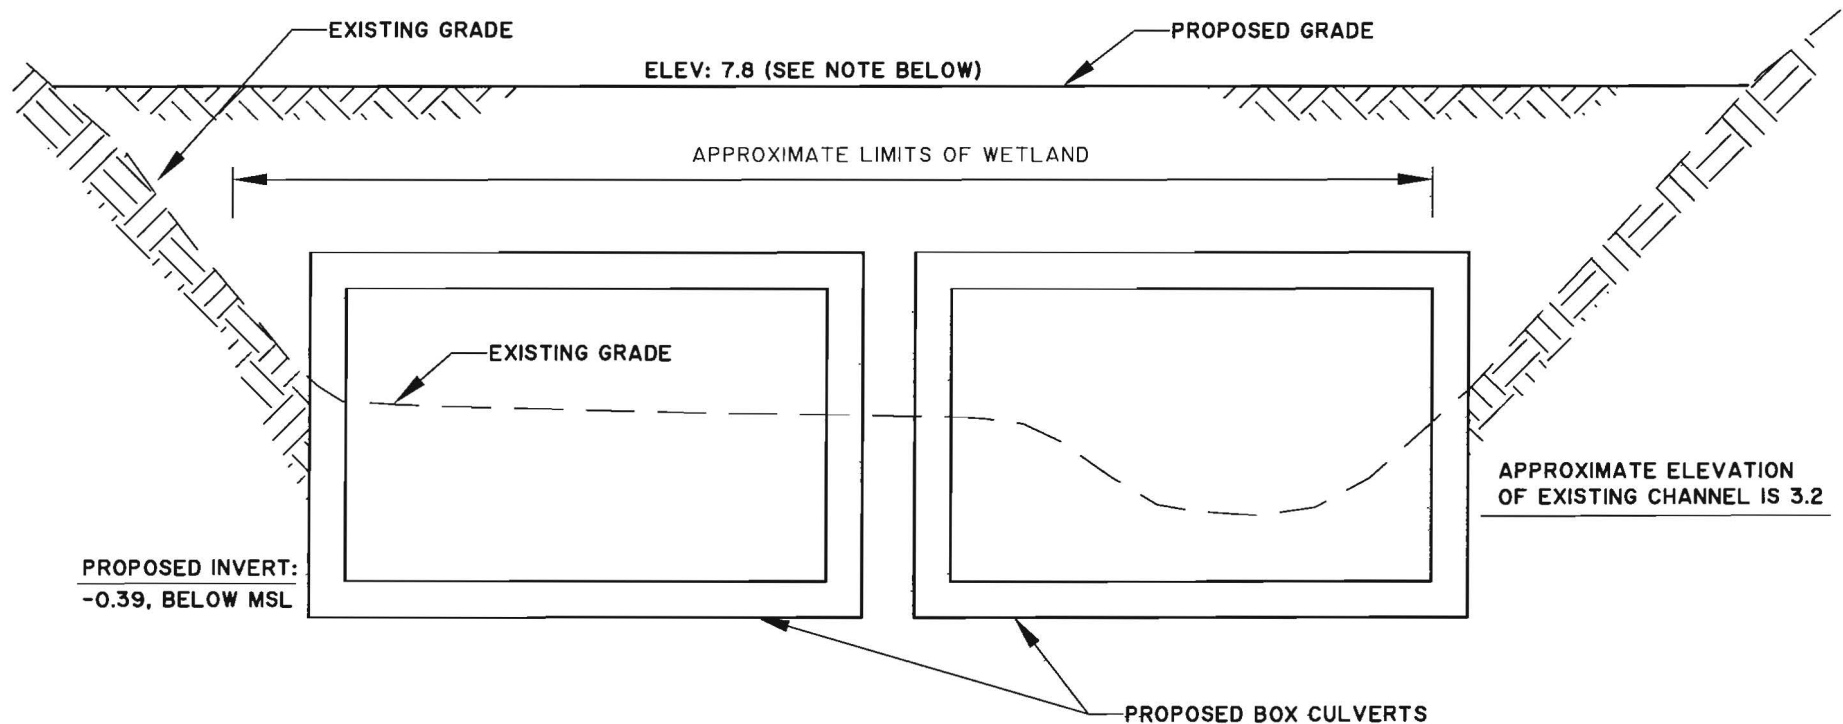 EXISTING GRADE
PROPOSED GRADE
ELEV: 7.8 (SEE NOTE BELOW)
APPROXIMATE LIMITS OF WETLAND
EXISTING GRADE
APPROXIMATE ELEVATION
OF EXISTING CHANNEL IS 3.2
PROPOSED INVERT:
-0.39, BELOW MSL
PROPOSED BOX CULVERTS